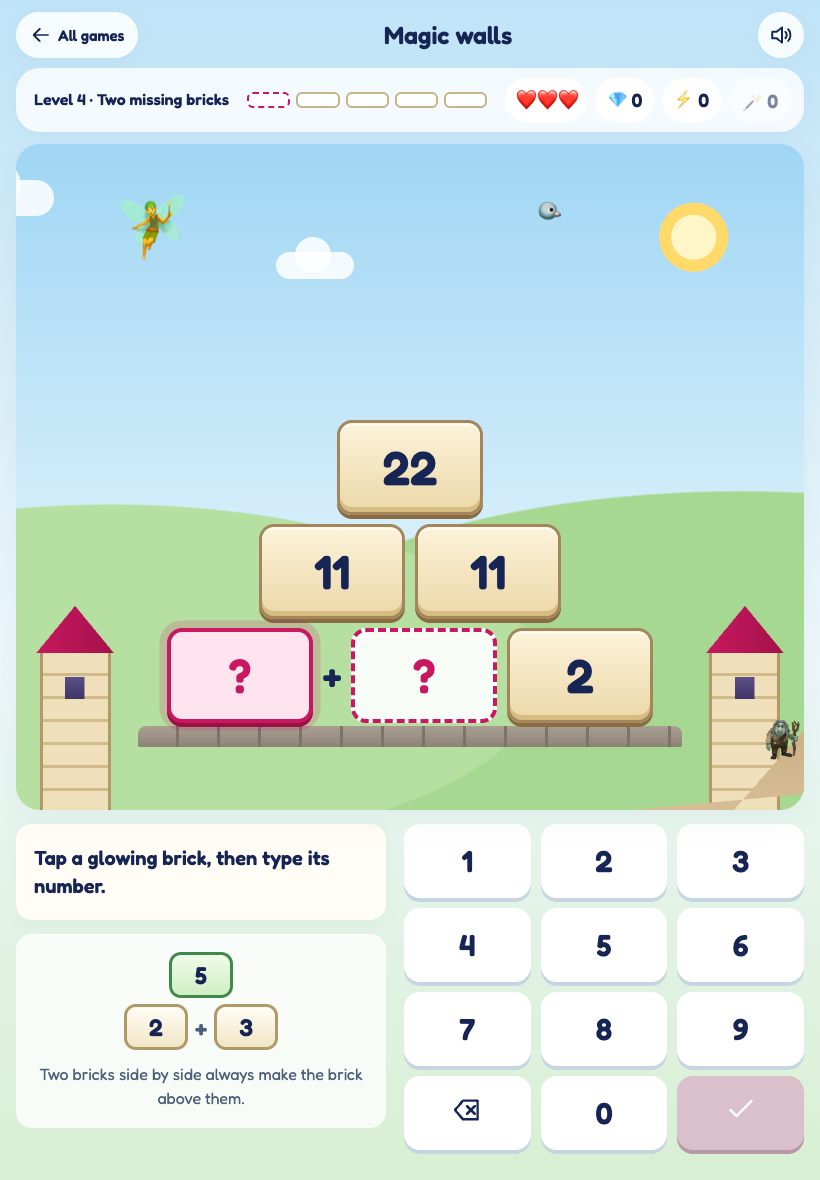 All games
Magic walls
Level 4 · Two missing bricks
0
0
0
22
11
11
?
+
?
2
Tap a glowing brick, then type its
number.
5
2 + 3
Two bricks side by side always make the brick
above them.
1
2
3
4
5
6
7
8
9
0